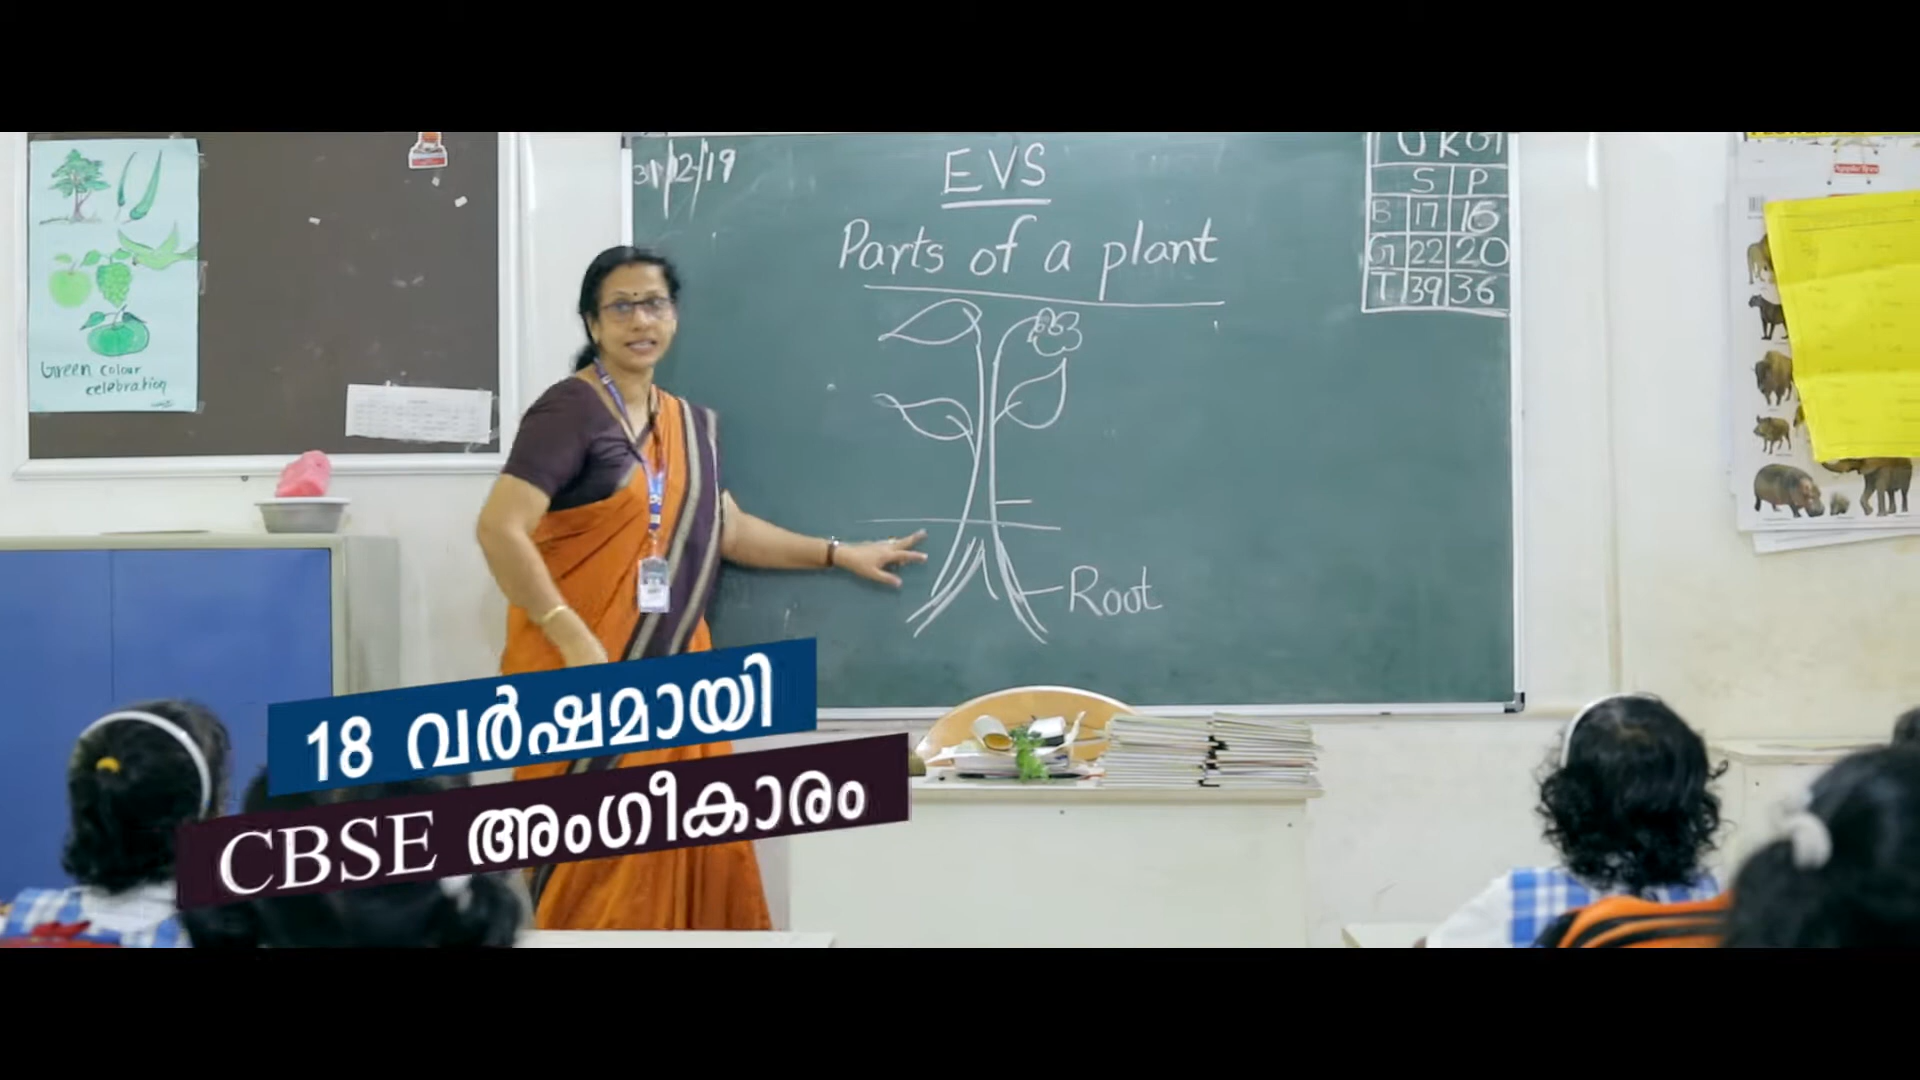 31/12/19
EVS
Parts of a plant
Root
UKG
S P
B 17 16
G 22 20
T 39 36
Green colour
celebration
18 വർഷമായി
CBSE അംഗീകാരം